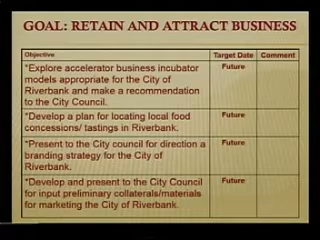 GOAL: RETAIN AND ATTRACT BUSINESS
Objective Target Date Comment
*Explore accelerator business incubator Future
models appropriate for the City of
Riverbank and make a recommendation
to the City Council.
*Develop a plan for locating local food Future
concessions/ tastings in Riverbank.
*Present to the City council for direction a Future
branding strategy for the City of
Riverbank.
*Develop and present to the City Council Future
for input preliminary collaterals/materials
for marketing the City of Riverbank.